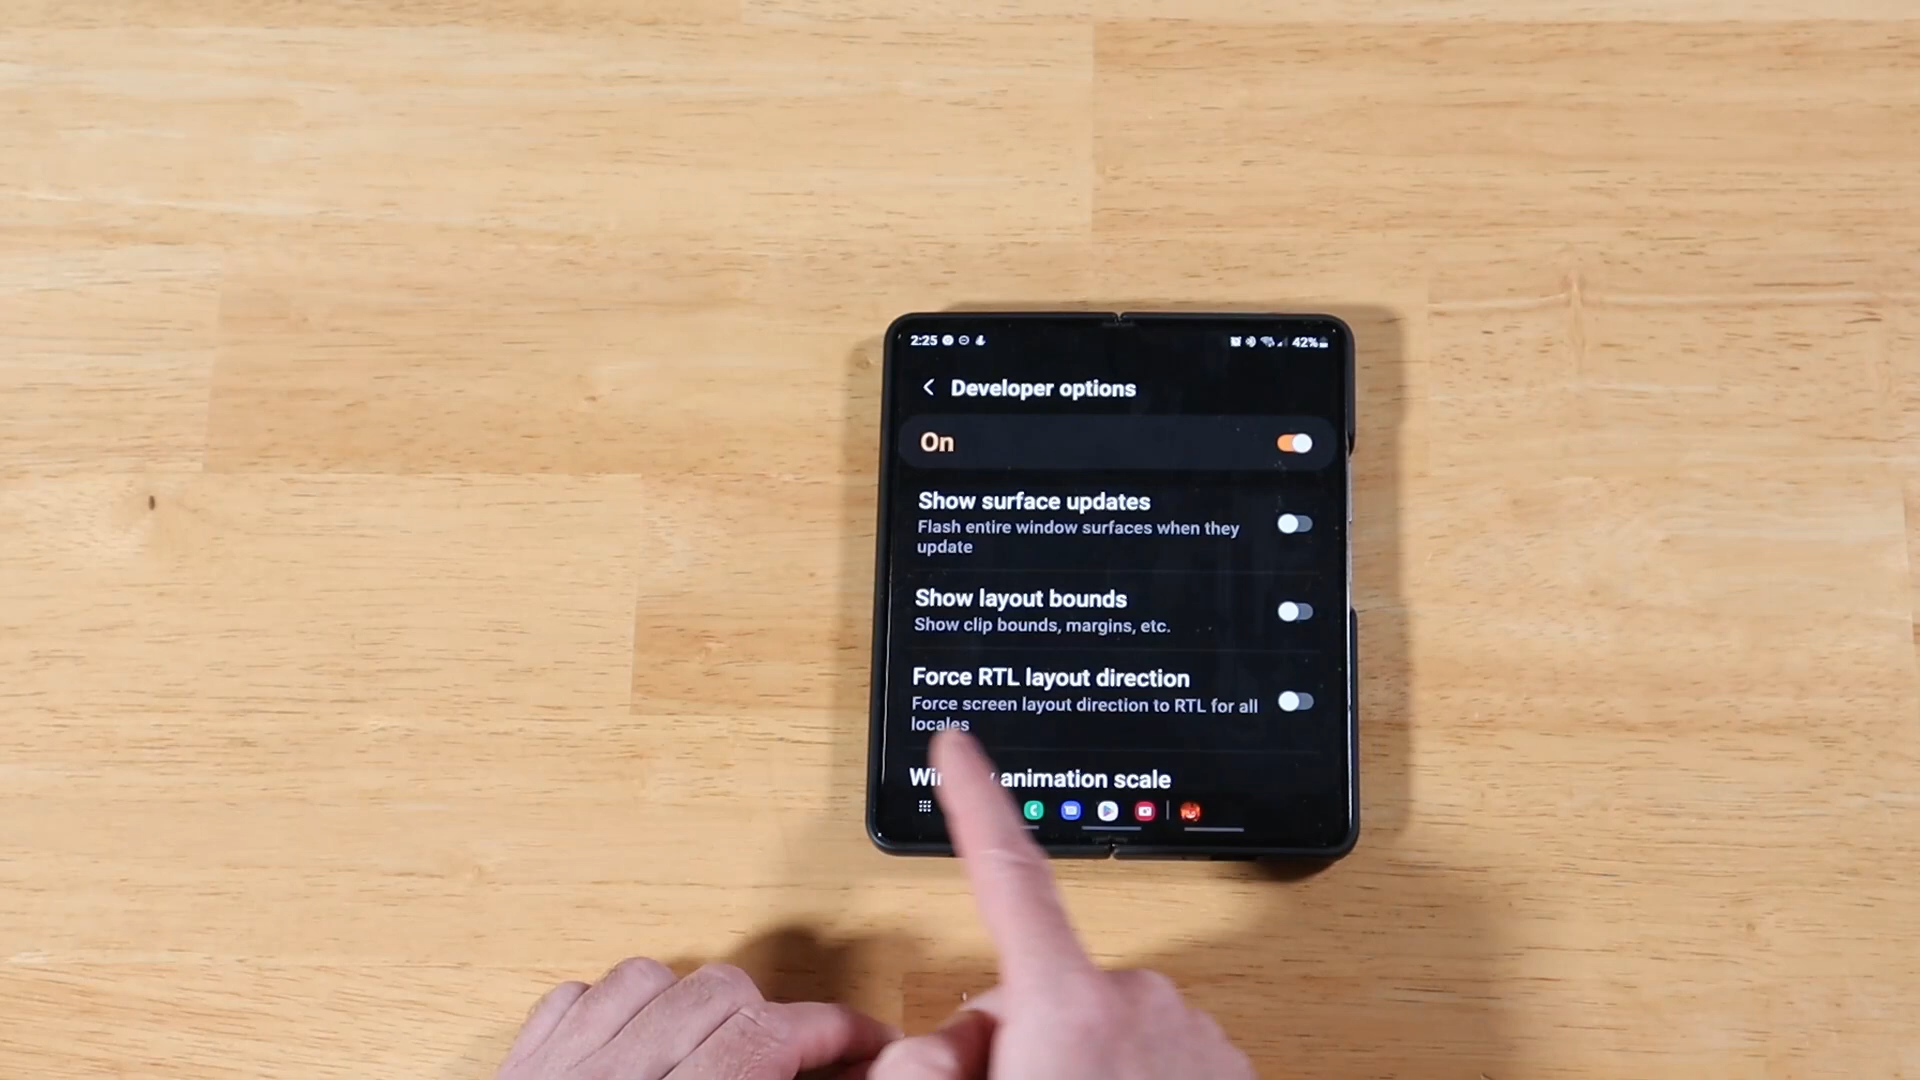 2:25 42%
Developer options
On
Show surface updates
Flash entire window surfaces when they
update
Show layout bounds
Show clip bounds, margins, etc.
Force RTL layout direction
Force screen layout direction to RTL for all
locales
animation scale